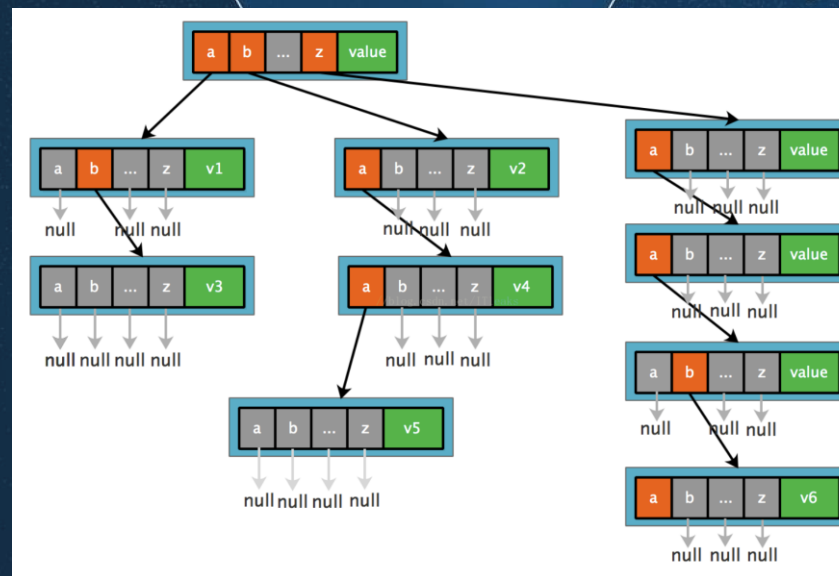 a b ... z value
a b ... z v1
a b ... z v2
a b ... z value
null null null
null null null
null null null
a b ... z v3
a b ... z v4
a b ... z value
null null null null
null null null
null null null
a b ... z value
null null null
a b ... z v5
null null null null
a b ... z v6
null null null